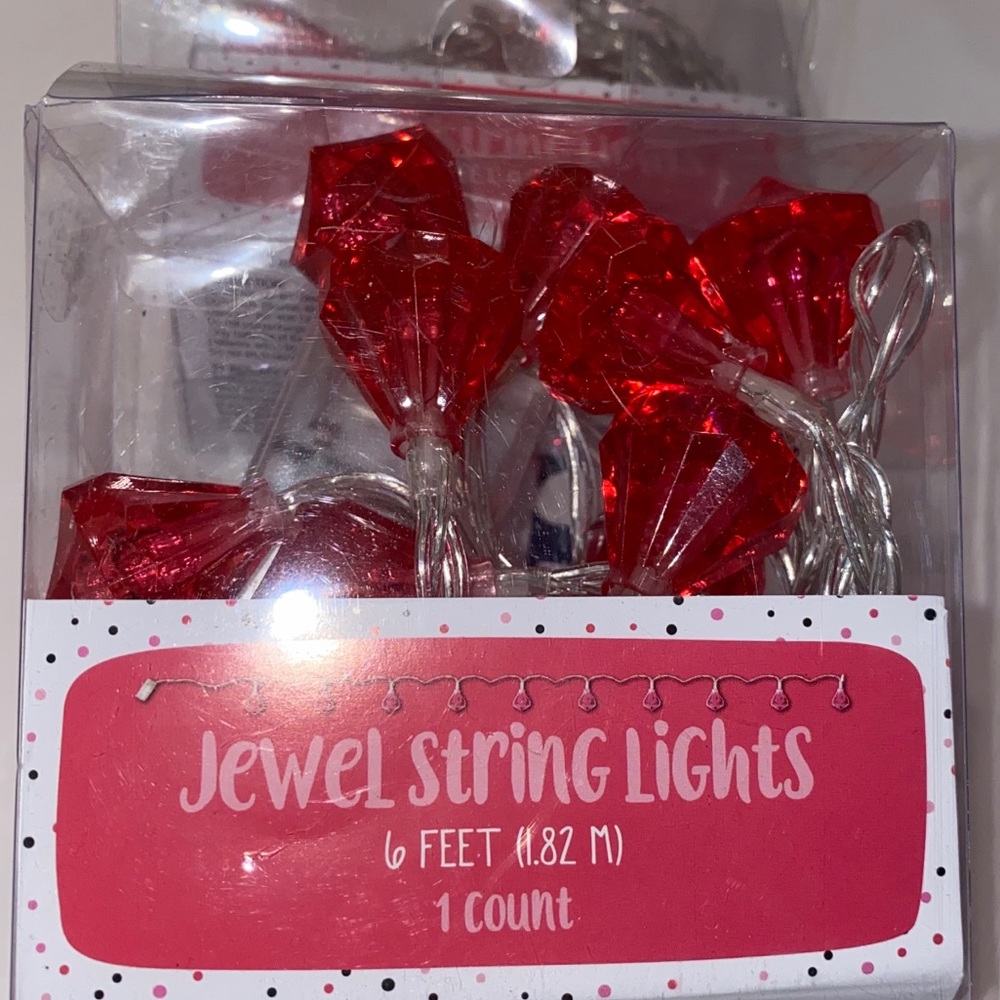 Jewel String Lights
6 FEET (1.82 M)
1 count